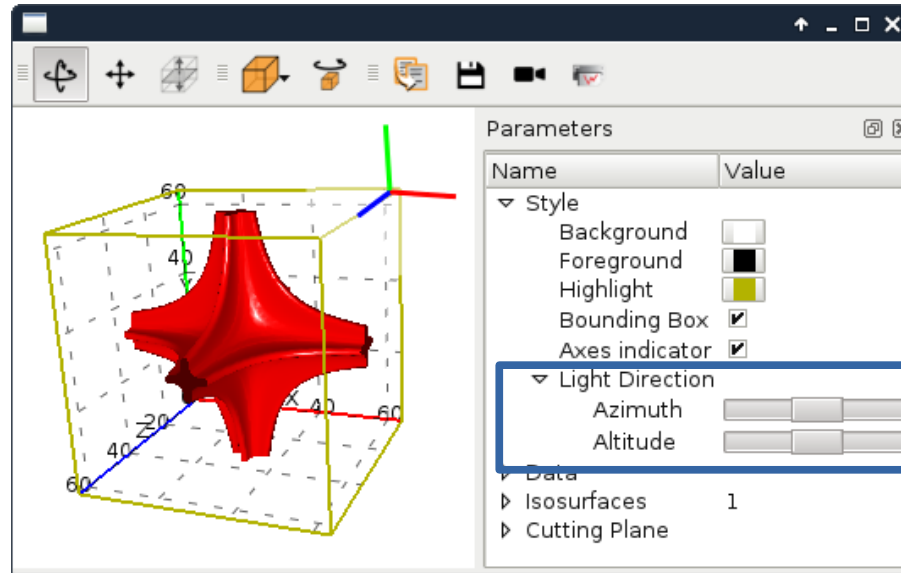 Parameters
Name Value
Style
Background
Foreground
Highlight
Bounding Box
Axes indicator
Light Direction
Azimuth
Altitude
Data
Isosurfaces 1
Cutting Plane
60
40
Y
X 40 60
Z 20
40
60